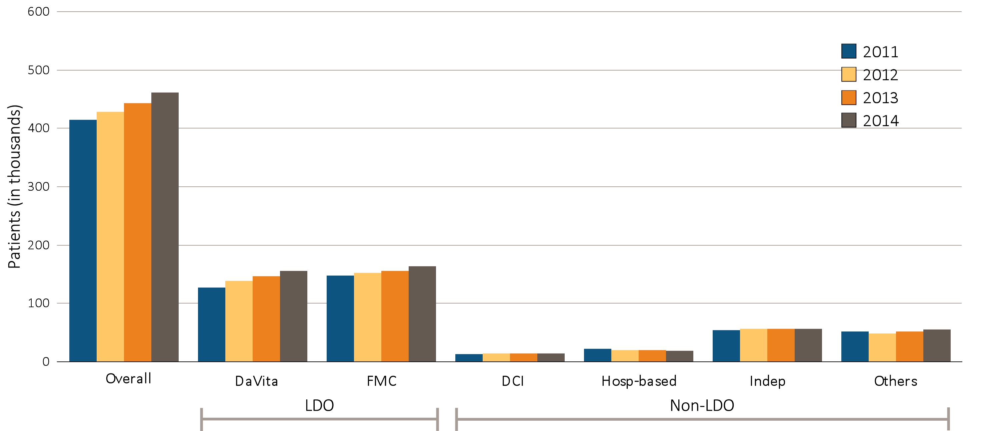 600
500
400
300
200
100
0
Patients (in thousands)
2011
2012
2013
2014
Overall
DaVita
FMC
DCI
Hosp-based
Indep
Others
LDO
Non-LDO